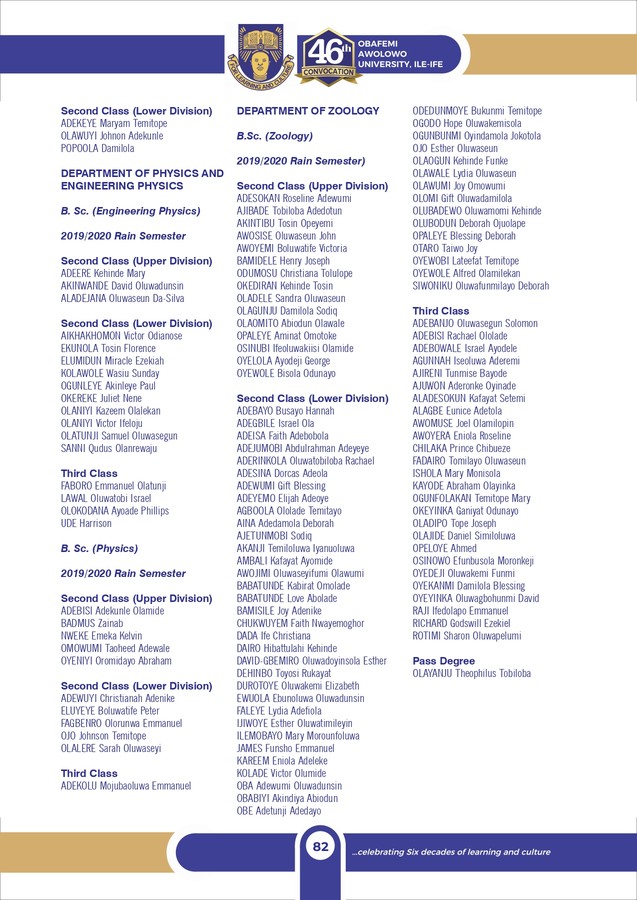 FOR LEARNING AND CULTURE
46th
CONVOCATION
OBAFEMI
AWOLOWO
UNIVERSITY, ILE-IFE
Second Class (Lower Division)
ADEKEYE Maryam Temitope
OLAWUYI Johnon Adekunle
POPOOLA Damilola
DEPARTMENT OF PHYSICS AND
ENGINEERING PHYSICS
B. Sc. (Engineering Physics)
2019/2020 Rain Semester
Second Class (Upper Division)
ADEERE Kehinde Mary
AKINWANDE David Oluwadunsin
ALADEJANA Oluwaseun Da-Silva
Second Class (Lower Division)
AIKHAKHOMON Victor Odianose
EKUNOLA Tosin Florence
ELUMIDUN Miracle Ezekiah
KOLAWOLE Wasiu Sunday
OGUNLEYE Akinleye Paul
OKEREKE Juliet Nene
OLANIYI Kazeem Olalekan
OLANIYI Victor Ifeloju
OLATUNJI Samuel Oluwasegun
SANNI Qudus Olanrewaju
Third Class
FABORO Emmanuel Olatunji
LAWAL Oluwatobi Israel
OLOKODANA Ayoade Phillips
UDE Harrison
B. Sc. (Physics)
2019/2020 Rain Semester
Second Class (Upper Division)
ADEBISI Adekunle Olamide
BADMUS Zainab
NWEKE Emeka Kelvin
OMOWUMI Taoheed Adewale
OYENIYI Oromidayo Abraham
Second Class (Lower Division)
ADEWUYI Christianah Adenike
ELUYEYE Boluwatife Peter
FAGBENRO Olorunwa Emmanuel
OJO Johnson Temitope
OLALERE Sarah Oluwaseyi
Third Class
ADEKOLU Mojubaoluwa Emmanuel
DEPARTMENT OF ZOOLOGY
B.Sc. (Zoology)
2019/2020 Rain Semester)
Second Class (Upper Division)
ADESOKAN Roseline Adewumi
AJIBADE Tobiloba Adedotun
AKINTIBU Tosin Opeyemi
AWOSISE Oluwaseun John
AWOYEMI Boluwatife Victoria
BAMIDELE Henry Joseph
ODUMOSU Christiana Tolulope
OKEDIRAN Kehinde Tosin
OLADELE Sandra Oluwaseun
OLAGUNJU Damilola Sodiq
OLAOMITO Abiodun Olawale
OPALEYE Aminat Omotoke
OSINUBI Ifeoluwakiisi Olamide
OYELOLA Ayodeji George
OYEWOLE Bisola Odunayo
Second Class (Lower Division)
ADEBAYO Busayo Hannah
ADEGBILE Israel Ola
ADEISA Faith Adebobola
ADEJUMOBI Abdulrahman Adeyeye
ADERINKOLA Oluwatobiloba Rachael
ADESINA Dorcas Adeola
ADEWUMI Gift Blessing
ADEYEMO Elijah Adeoye
AGBOOLA Ololade Temitayo
AINA Adedamola Deborah
AJETUNMOBI Sodiq
AKANJI Temiloluwa Iyanuoluwa
AMBALI Kafayat Ayomide
AWOJIMI Oluwaseyifumi Olawumi
BABATUNDE Kabirat Omolade
BABATUNDE Love Abolade
BAMISILE Joy Adenike
CHUKWUYEM Faith Nwayemoghor
DADA Ife Christiana
DAIRO Hibattulahi Kehinde
DAVID-GBEMIRO Oluwadoyinsola Esther
DEHINBO Toyosi Rukayat
DUROTOYE Oluwakemi Elizabeth
EWUOLA Ebunoluwa Oluwadunsin
FALEYE Lydia Adefiola
IJIWOYE Esther Oluwatimileyin
ILEMOBAYO Mary Morounfoluwa
JAMES Funsho Emmanuel
KAREEM Eniola Adeleke
KOLADE Victor Olumide
OBA Adewumi Oluwadunsin
OBABIYI Akindiya Abiodun
OBE Adetunji Adedayo
ODEDUNMOYE Bukunmi Temitope
OGODO Hope Oluwakemisola
OGUNBUNMI Oyindamola Jokotola
OJO Esther Oluwaseun
OLAOGUN Kehinde Funke
OLAWALE Lydia Oluwaseun
OLAWUMI Joy Omowumi
OLOMI Gift Oluwadamilola
OLUBADEWO Oluwamomi Kehinde
OLUBODUN Deborah Ojuolape
OPALEYE Blessing Deborah
OTARO Taiwo Joy
OYEWOBI Lateefat Temitope
OYEWOLE Alfred Olamilekan
SIWONIKU Oluwafunmilayo Deborah
Third Class
ADEBANJO Oluwasegun Solomon
ADEBISI Rachael Ololade
ADEBOWALE Israel Ayodele
AGUNNAH Iseoluwa Aderemi
AJIRENI Tunmise Bayode
AJUWON Aderonke Oyinade
ALADESOKUN Kafayat Setemi
ALAGBE Eunice Adetola
AWOMUSE Joel Olamilopin
AWOYERA Eniola Roseline
CHILAKA Prince Chibueze
FADAIRO Tomilayo Oluwaseun
ISHOLA Mary Monisola
KAYODE Abraham Olayinka
OGUNFOLAKAN Temitope Mary
OKEYINKA Ganiyat Odunayo
OLADIPO Tope Joseph
OLAJIDE Daniel Similoluwa
OPELOYE Ahmed
OSINOWO Efunbusola Moronkeji
OYEDEJI Oluwakemi Funmi
OYEKANMI Damilola Blessing
OYEYINKA Oluwagbohunmi David
RAJI Ifedolapo Emmanuel
RICHARD Godswill Ezekiel
ROTIMI Sharon Oluwapelumi
Pass Degree
OLAYANJU Theophilus Tobiloba
82
...celebrating Six decades of learning and culture